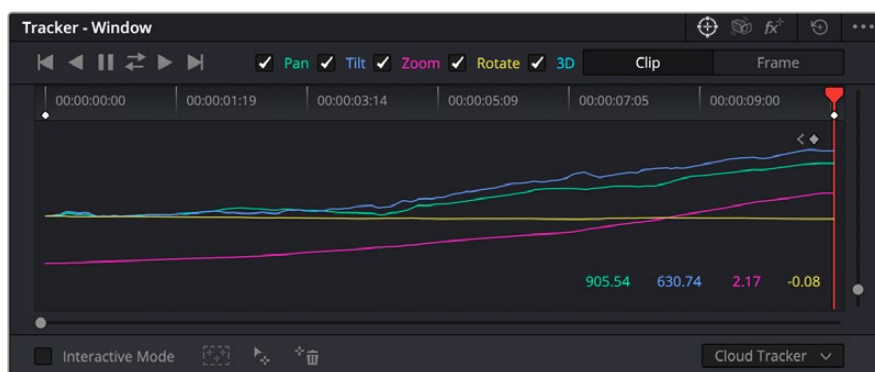 Tracker - Window
Pan Tilt Zoom Rotate 3D Clip Frame
00:00:00:00 00:00:01:19 00:00:03:14 00:00:05:09 00:00:07:05 00:00:09:00
905.54 630.74 2.17 -0.08
Interactive Mode Cloud Tracker